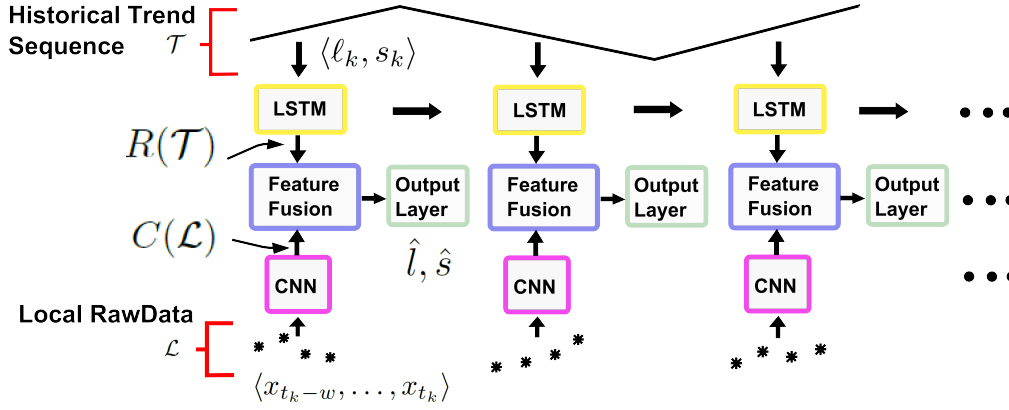 Historical Trend
Sequence
𝒯
⟨ℓ_k, s_k⟩
LSTM
LSTM
LSTM
R(𝒯)
Feature
Fusion
Output
Layer
Feature
Fusion
Output
Layer
Feature
Fusion
Output
Layer
C(ℒ)
l̂, ŝ
CNN
CNN
CNN
Local RawData
ℒ
⟨x_{t_k−w}, . . . , x_{t_k}⟩